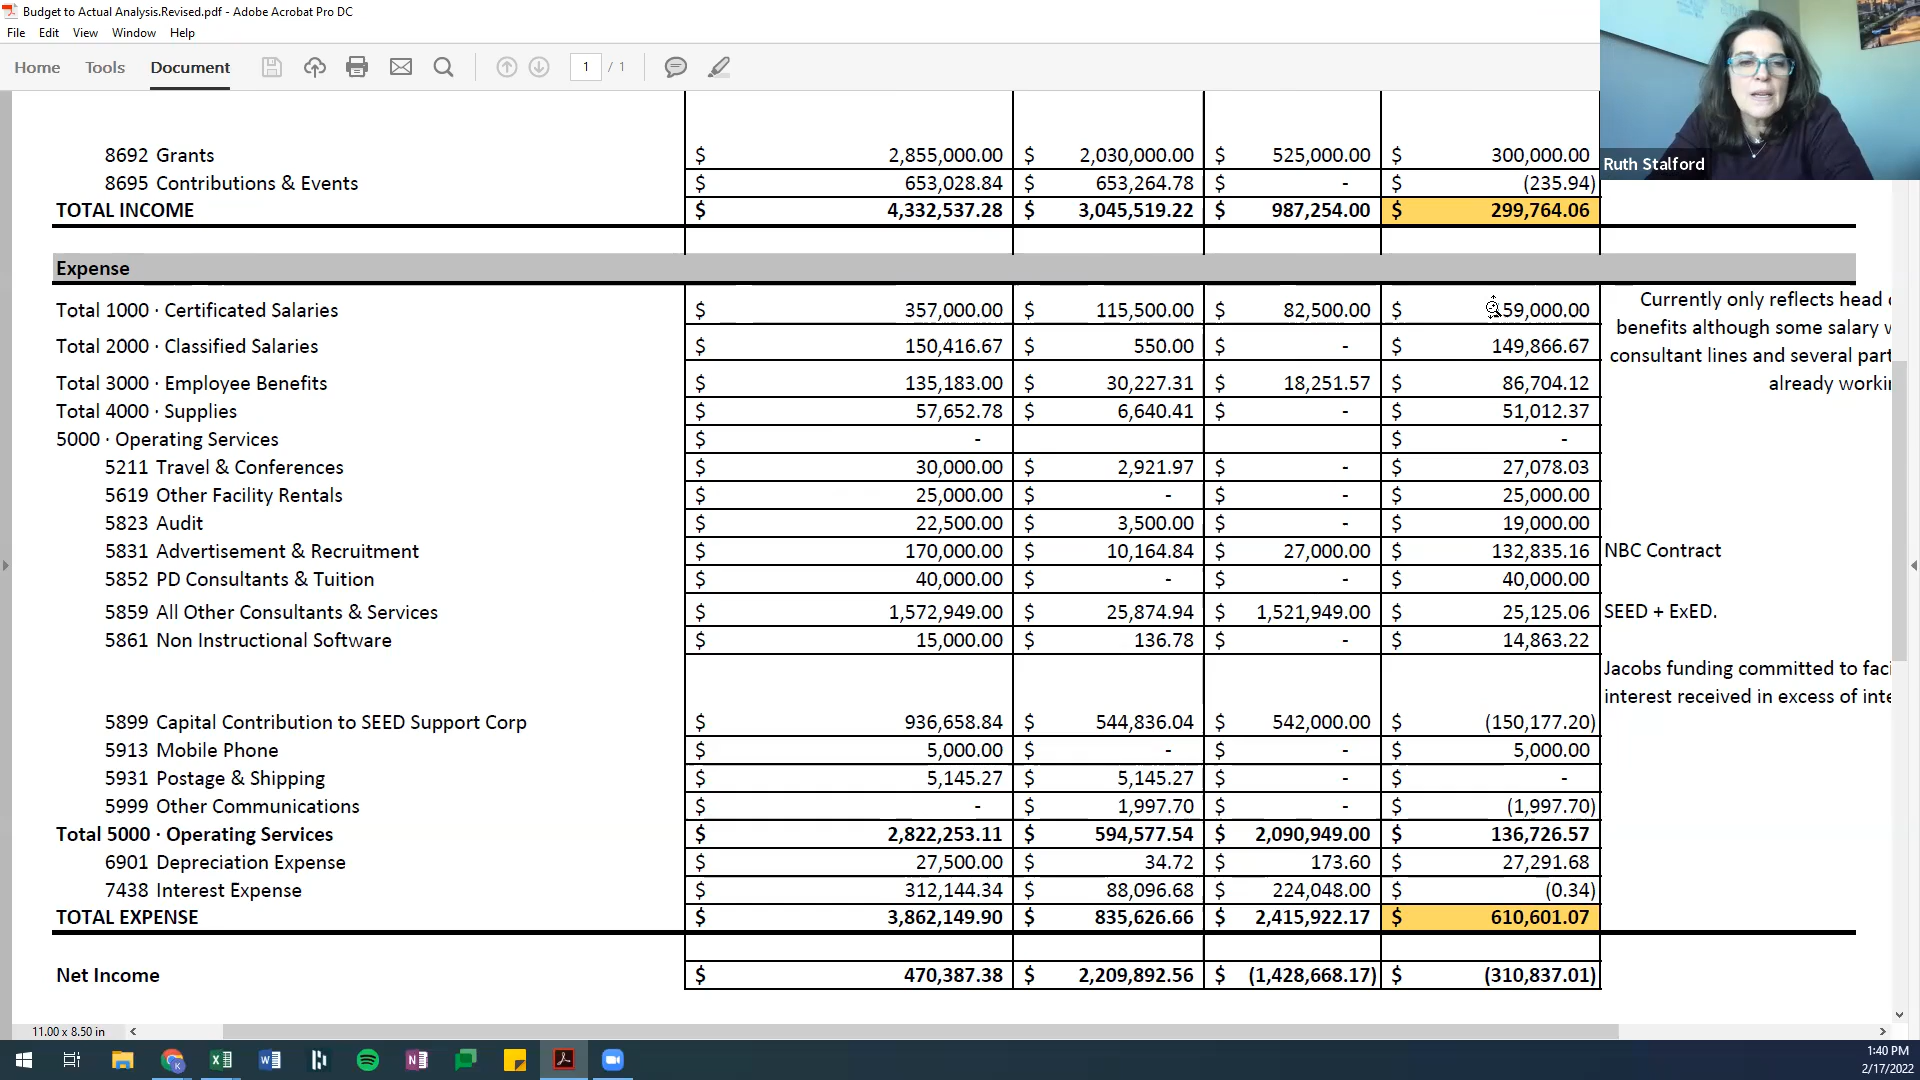 Budget to Actual Analysis.Revised.pdf - Adobe Acrobat Pro DC
File Edit View Window Help
Home Tools Document 1 / 1
Ruth Stalford
8692 Grants $ 2,855,000.00 $ 2,030,000.00 $ 525,000.00 $ 300,000.00
8695 Contributions & Events $ 653,028.84 $ 653,264.78 $ - $ (235.94)
TOTAL INCOME $ 4,332,537.28 $ 3,045,519.22 $ 987,254.00 $ 299,764.06
Expense
Total 1000 · Certificated Salaries $ 357,000.00 $ 115,500.00 $ 82,500.00 $ 59,000.00
Currently only reflects head
benefits although some salary
Total 2000 · Classified Salaries $ 150,416.67 $ 550.00 $ - $ 149,866.67
consultant lines and several part
Total 3000 · Employee Benefits $ 135,183.00 $ 30,227.31 $ 18,251.57 $ 86,704.12
already worki
Total 4000 · Supplies $ 57,652.78 $ 6,640.41 $ - $ 51,012.37
5000 · Operating Services $ - $ -
5211 Travel & Conferences $ 30,000.00 $ 2,921.97 $ - $ 27,078.03
5619 Other Facility Rentals $ 25,000.00 $ - $ - $ 25,000.00
5823 Audit $ 22,500.00 $ 3,500.00 $ - $ 19,000.00
5831 Advertisement & Recruitment $ 170,000.00 $ 10,164.84 $ 27,000.00 $ 132,835.16 NBC Contract
5852 PD Consultants & Tuition $ 40,000.00 $ - $ - $ 40,000.00
5859 All Other Consultants & Services $ 1,572,949.00 $ 25,874.94 $ 1,521,949.00 $ 25,125.06 SEED + ExED.
5861 Non Instructional Software $ 15,000.00 $ 136.78 $ - $ 14,863.22
Jacobs funding committed to faci
interest received in excess of inte
5899 Capital Contribution to SEED Support Corp $ 936,658.84 $ 544,836.04 $ 542,000.00 $ (150,177.20)
5913 Mobile Phone $ 5,000.00 $ - $ - $ 5,000.00
5931 Postage & Shipping $ 5,145.27 $ 5,145.27 $ - $ -
5999 Other Communications $ - $ 1,997.70 $ - $ (1,997.70)
Total 5000 · Operating Services $ 2,822,253.11 $ 594,577.54 $ 2,090,949.00 $ 136,726.57
6901 Depreciation Expense $ 27,500.00 $ 34.72 $ 173.60 $ 27,291.68
7438 Interest Expense $ 312,144.34 $ 88,096.68 $ 224,048.00 $ (0.34)
TOTAL EXPENSE $ 3,862,149.90 $ 835,626.66 $ 2,415,922.17 $ 610,601.07
Net Income $ 470,387.38 $ 2,209,892.56 $ (1,428,668.17) $ (310,837.01)
11.00 x 8.50 in
1:40 PM
2/17/2022